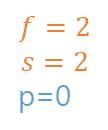 f = 2
s = 2
p=0